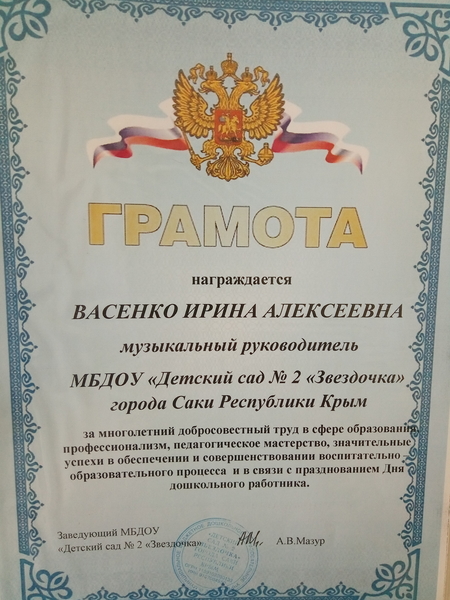 ГРАМОТА
награждается
ВАСЕНКО ИРИНА АЛЕКСЕЕВНА
музыкальный руководитель
МБДОУ «Детский сад № 2 «Звездочка»
города Саки Республики Крым
за многолетний добросовестный труд в сфере образования,
профессионализм, педагогическое мастерство, значительные
успехи в обеспечении и совершенствовании воспитательно
образовательного процесса и в связи с празднованием Дня
дошкольного работника.
Заведующий МБДОУ
«Детский сад № 2 «Звездочка» А.В.Мазур